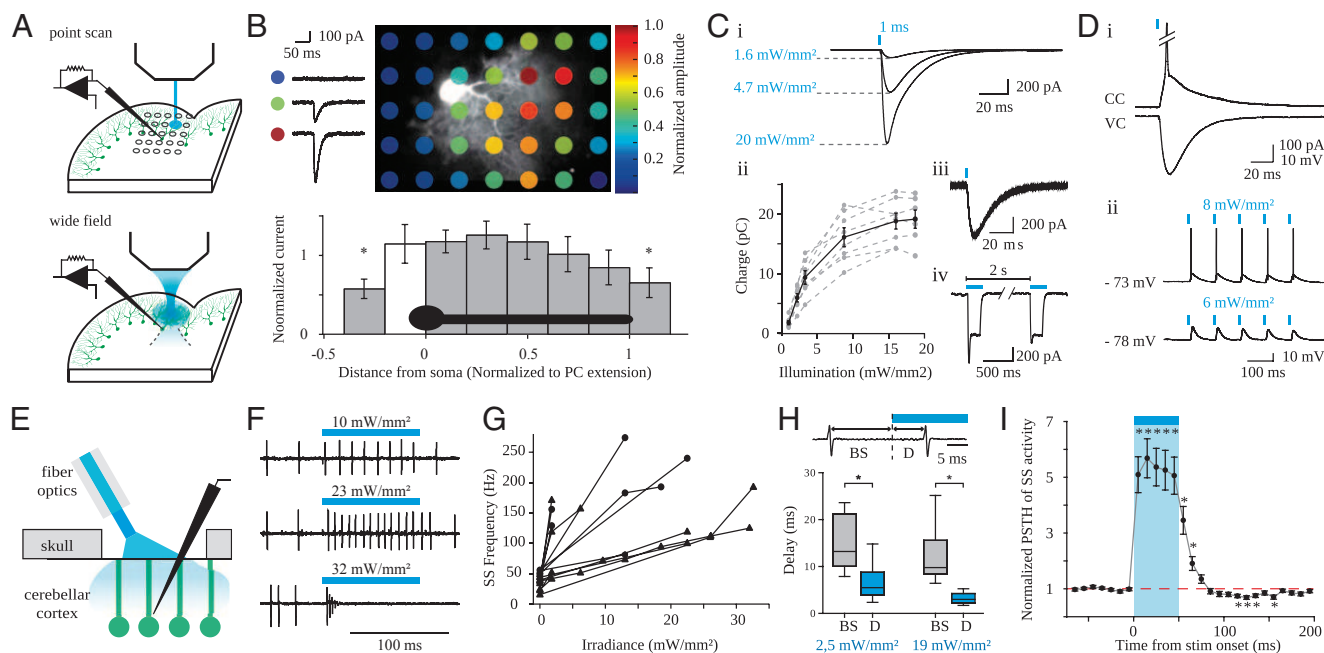 A
point scan
wide field
B
100 pA
50 ms
1.0
0.8
0.6
0.4
0.2
Normalized amplitude
Noormalized current
1
0
*
*
-0.5
0
0.5
1
Distance from soma (Normalized to PC extension)
C
i
1 ms
1.6 mW/mm²
4.7 mW/mm²
20 mW/mm²
200 pA
20 ms
ii
Charge (pC)
20
10
0
0
5
10
15
20
Illumination (mW/mm2)
iii
200 pA
20 ms
iv
2 s
200 pA
500 ms
D
i
CC
VC
100 pA
10 mV
20 ms
ii
8 mW/mm²
- 73 mV
6 mW/mm²
- 78 mV
10 mV
100 ms
E
fiber
optics
skull
cerebellar
cortex
F
10 mW/mm²
23 mW/mm²
32 mW/mm²
100 ms
G
SS Frequency (Hz)
250
200
150
100
50
0
0
10
20
30
Irradiance (mW/mm²)
H
BS
D
5 ms
Delay (ms)
40
20
0
*
*
BS
D
BS
D
2,5 mW/mm²
19 mW/mm²
I
Normalized PSTH of SS activity
7
5
3
1
*****
*
*
***
*
0
100
200
Time from stim onset (ms)